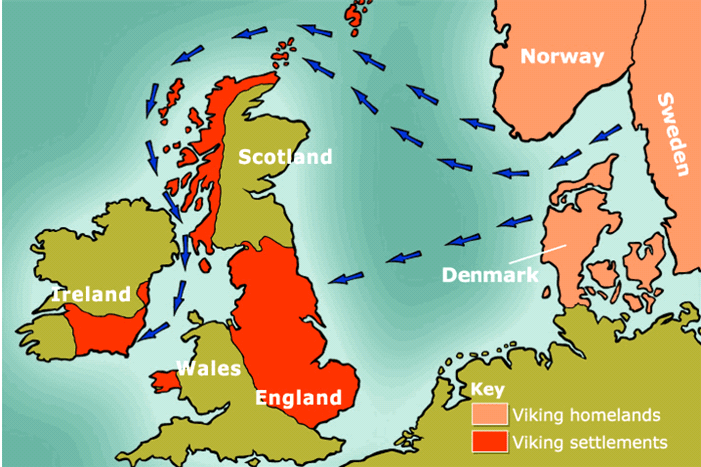 Norway
Sweden
Scotland
Denmark
Ireland
Wales
England
Key
Viking homelands
Viking settlements